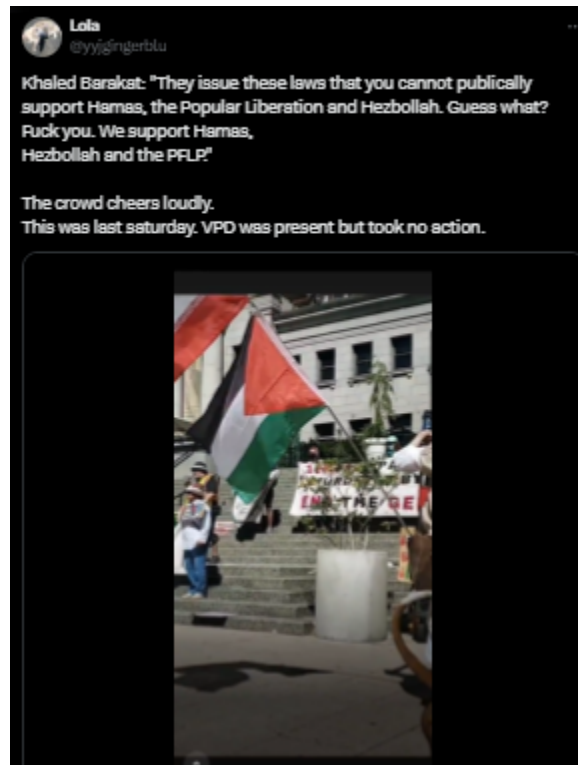 Lola
@yyjgingerblu
Khaled Barakat: "They issue these laws that you cannot publically
support Hamas, the Popular Liberation and Hezbollah. Guess what?
Fuck you. We support Hamas,
Hezbollah and the PFLP."
The crowd cheers loudly.
This was last saturday. VPD was present but took no action.
THE GE